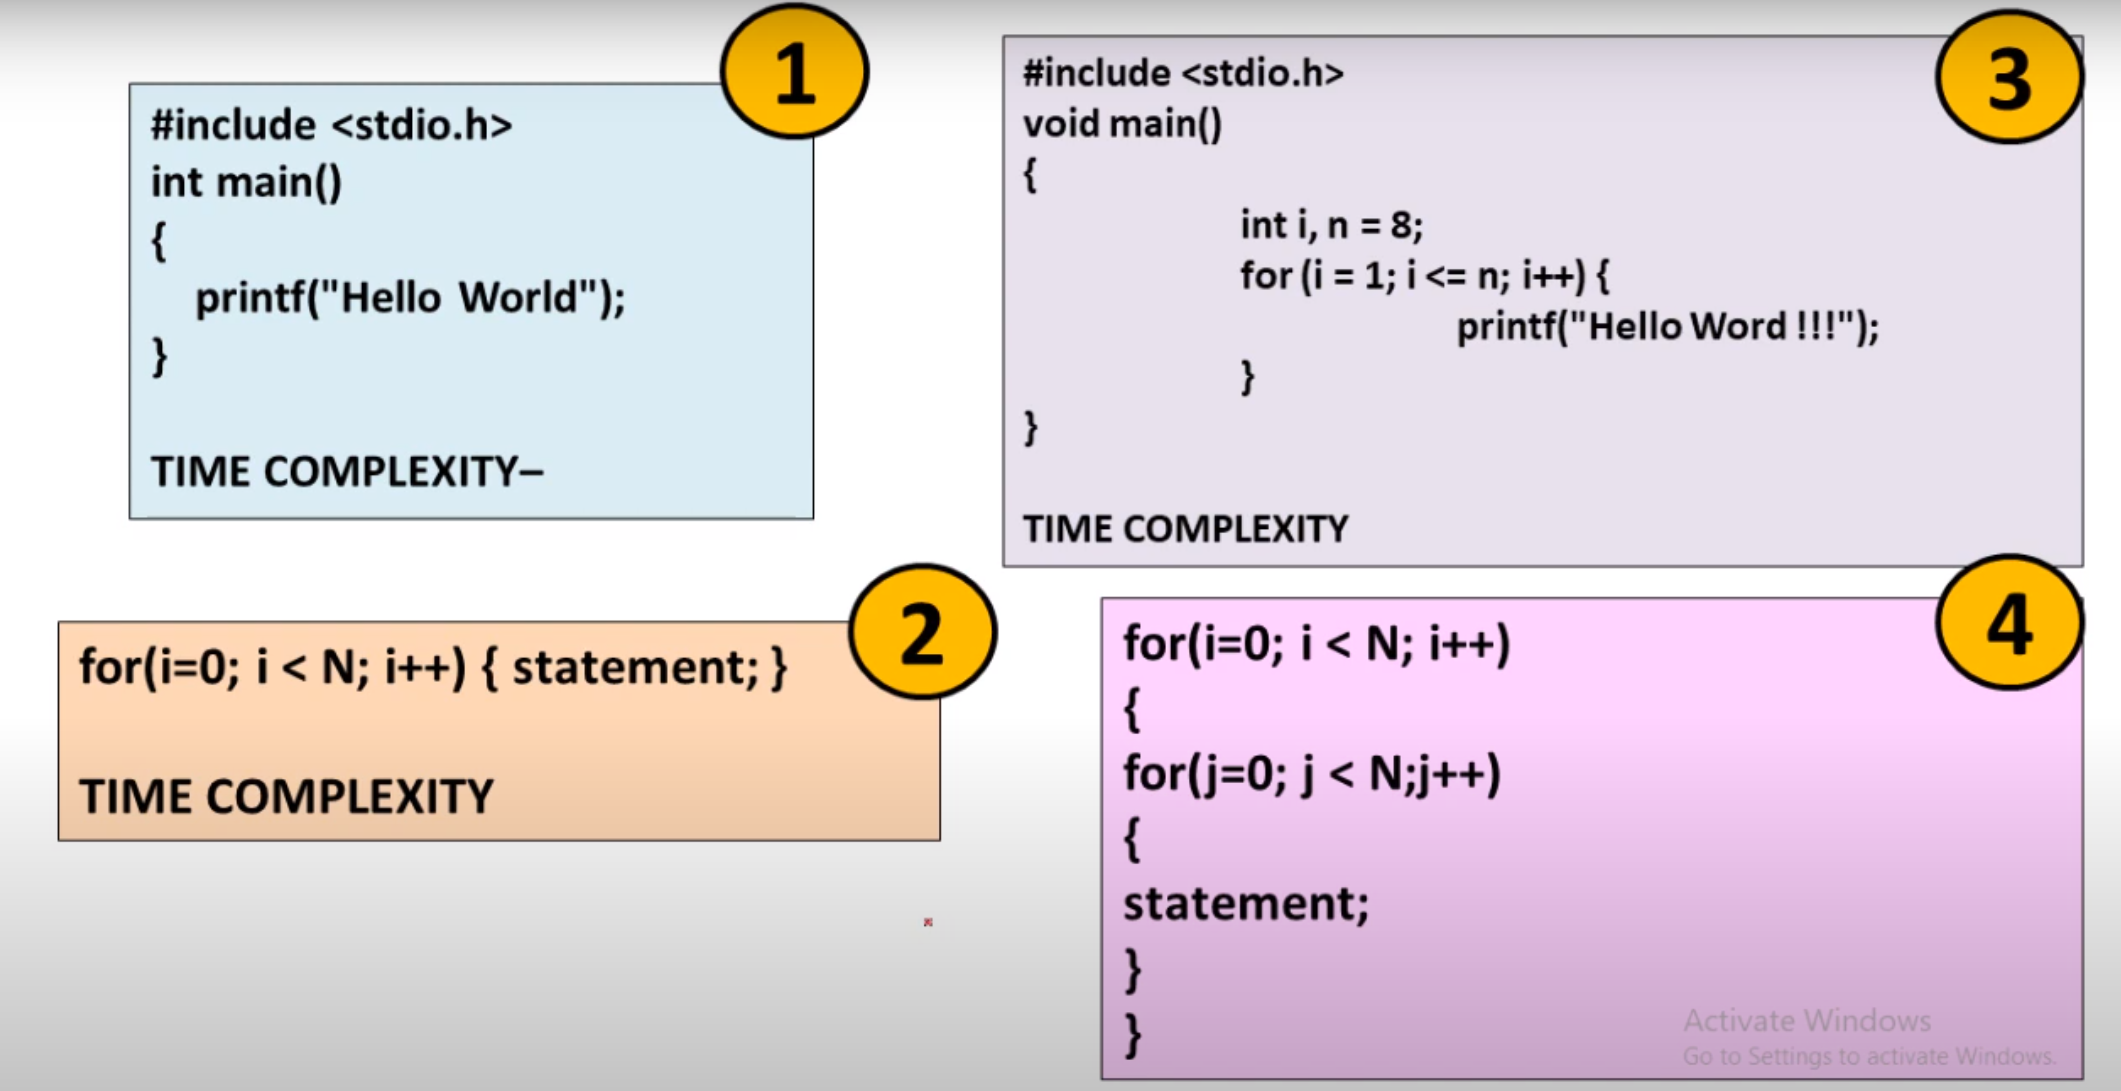 1
#include <stdio.h>
int main()
{
printf("Hello World");
}
TIME COMPLEXITY–
2
for(i=0; i < N; i++) { statement; }
TIME COMPLEXITY
3
#include <stdio.h>
void main()
{
int i, n = 8;
for (i = 1; i <= n; i++) {
printf("Hello Word !!!");
}
}
TIME COMPLEXITY
4
for(i=0; i < N; i++)
{
for(j=0; j < N;j++)
{
statement;
}
}
Activate Windows
Go to Settings to activate Windows.